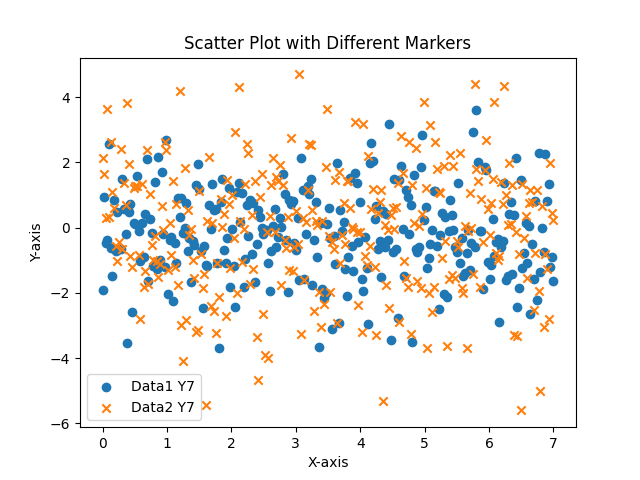 Scatter Plot with Different Markers
4
2
0
−2
−4
−6
Y-axis
Data1 Y7
Data2 Y7
0 1 2 3 4 5 6 7
X-axis